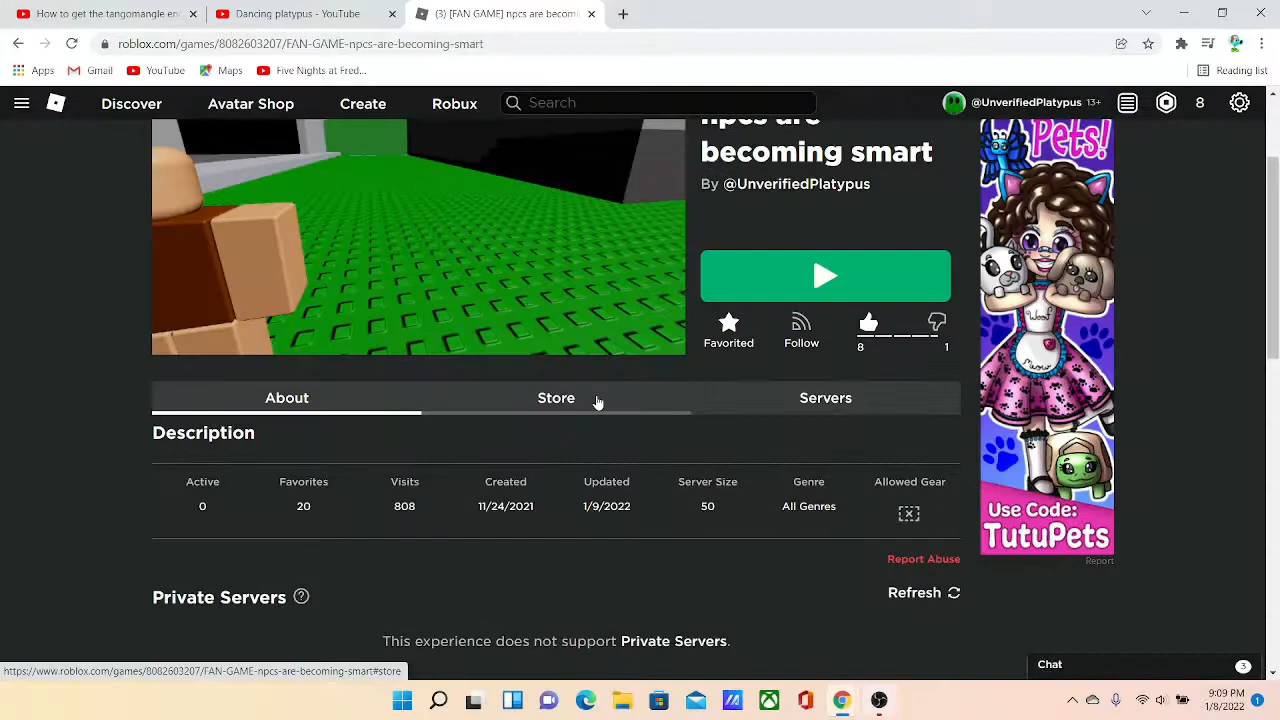 How to get the tangomangle en
Dancing platypus - YouTube
(3) [FAN GAME] npcs are becomi
roblox.com/games/8082603207/FAN-GAME-npcs-are-becoming-smart
Apps
Gmail
YouTube
Maps
Five Nights at Fred...
Reading list
Discover
Avatar Shop
Create
Robux
Search
@UnverifiedPlatypus 13+
8
npcs are
becoming smart
By @UnverifiedPlatypus
Favorited
Follow
8
1
About
Store
Servers
Description
Active
Favorites
Visits
Created
Updated
Server Size
Genre
Allowed Gear
0
20
808
11/24/2021
1/9/2022
50
All Genres
Report Abuse
Private Servers
Refresh
This experience does not support Private Servers.
Pets!
Woof
Meow
Use Code:
TutuPets
Report
https://www.roblox.com/games/8082603207/FAN-GAME-npcs-are-becoming-smart#store
Chat
3
9:09 PM
1/8/2022
1